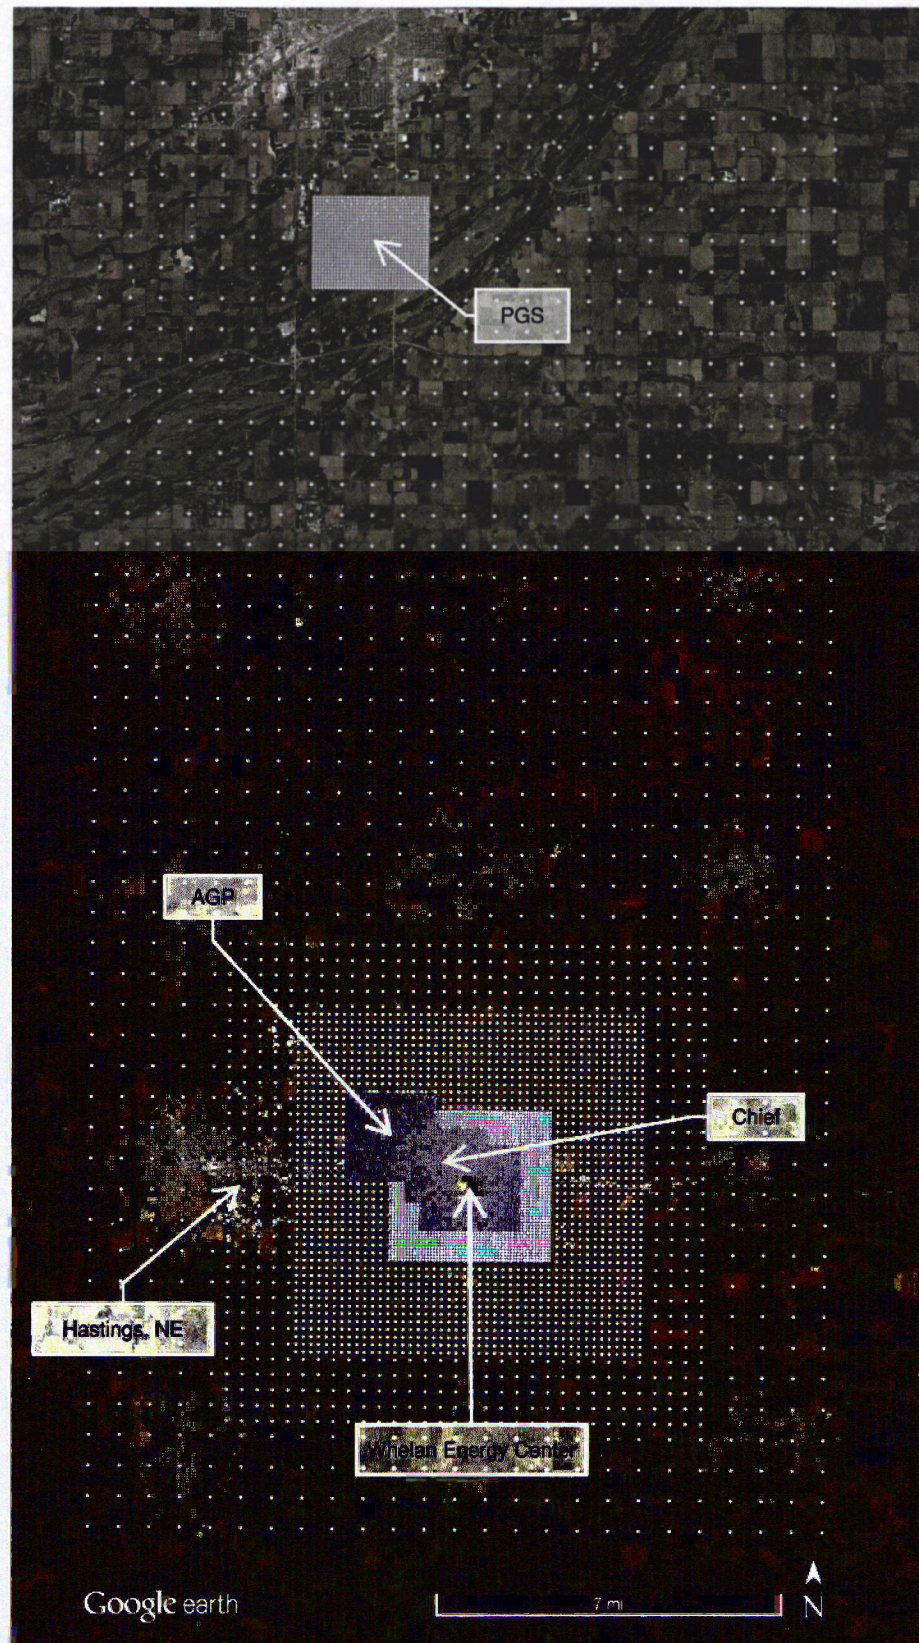 PGS
AGP
Chief
Hastings, NE
Whelan Energy Center
Google earth
7 mi
N